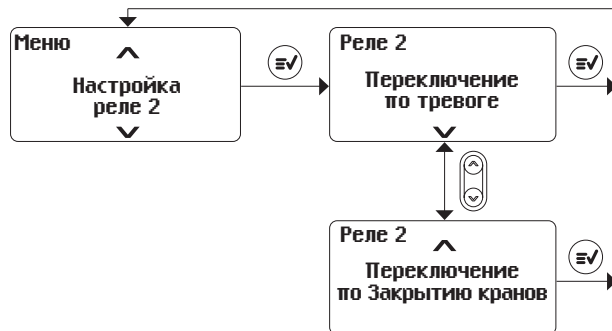 Меню
Настройка
реле 2
Реле 2
Переключение
по тревоге
Реле 2
Переключение
по Закрытию кранов